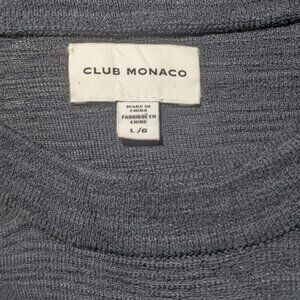 CLUB MONACO
MADE IN
CHINA
FABRIQUÉ EN
CHINE
L/G